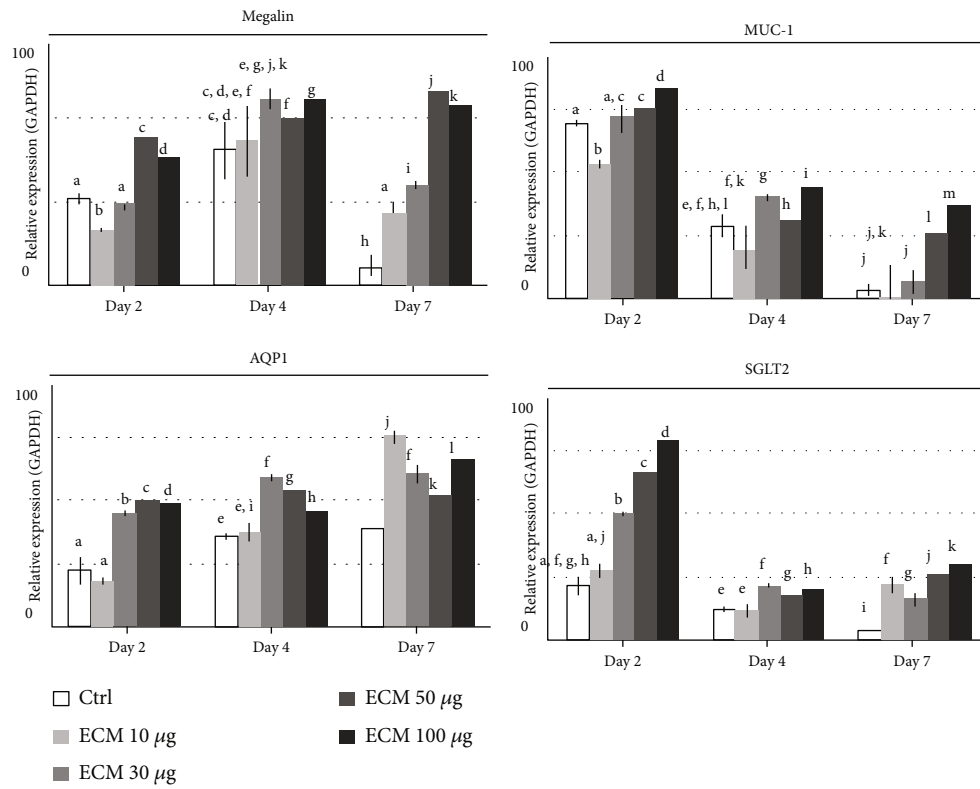 Megalin
100
Relative expression (GAPDH)
0
a
b
a
c
d
c, d
c, d, e, f
e, g, j, k
f
g
h
a
i
j
k
Day 2
Day 4
Day 7
MUC-1
100
Relative expression (GAPDH)
0
a
b
a, c
c
d
e, f, h, l
f, k
g
h
i
j
j, k
j
l
m
Day 2
Day 4
Day 7
AQP1
100
Relative expression (GAPDH)
0
a
a
b
c
d
e
e, i
f
g
h
j
f
k
l
Day 2
Day 4
Day 7
SGLT2
100
Relative expression (GAPDH)
0
a, f, g, h
a, j
b
c
d
e
e
f
g
h
i
f
g
j
k
Day 2
Day 4
Day 7
Ctrl
ECM 10 µg
ECM 30 µg
ECM 50 µg
ECM 100 µg